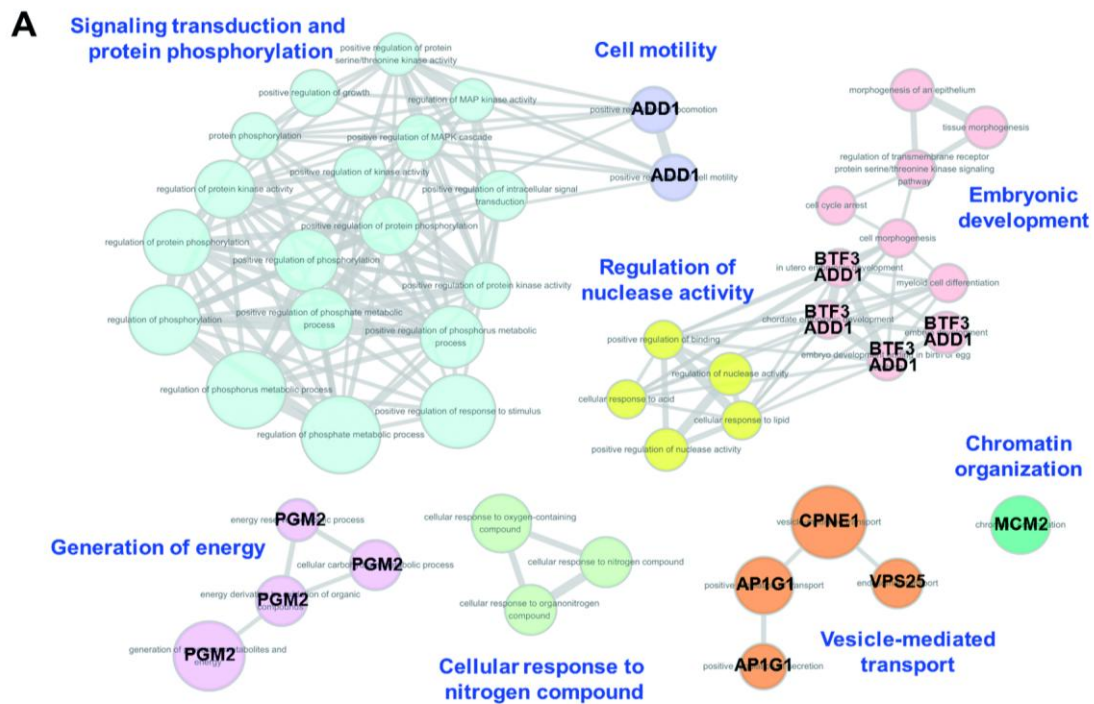 A
Signaling transduction and
protein phosphorylation
positive regulation of protein
serine/threonine kinase activity
positive regulation of growth
regulation of MAP kinase activity
protein phosphorylation
positive regulation of MAPK cascade
positive regulation of kinase activity
regulation of protein kinase activity
positive regulation of intracellular signal
transduction
positive regulation of protein phosphorylation
regulation of protein phosphorylation
positive regulation of phosphorylation
positive regulation of protein kinase activity
regulation of phosphorylation
positive regulation of phosphate metabolic
process
positive regulation of phosphorus metabolic
process
regulation of phosphorus metabolic process
positive regulation of response to stimulus
regulation of phosphate metabolic process
Cell motility
ADD1
ADD1
morphogenesis of an epithelium
tissue morphogenesis
regulation of transmembrane receptor
protein serine/threonine kinase signaling
pathway
cell cycle arrest
Embryonic
development
cell morphogenesis
BTF3
ADD1
myeloid cell differentiation
BTF3
ADD1
BTF3
ADD1
BTF3
ADD1
Regulation of
nuclease activity
positive regulation of binding
regulation of nuclease activity
cellular response to acid
cellular response to lipid
positive regulation of nuclease activity
Chromatin
organization
MCM2
Generation of energy
PGM2
PGM2
PGM2
PGM2
cellular response to oxygen-containing
compound
cellular response to nitrogen compound
cellular response to organonitrogen
compound
Cellular response to
nitrogen compound
CPNE1
AP1G1
VPS25
AP1G1
Vesicle-mediated
transport